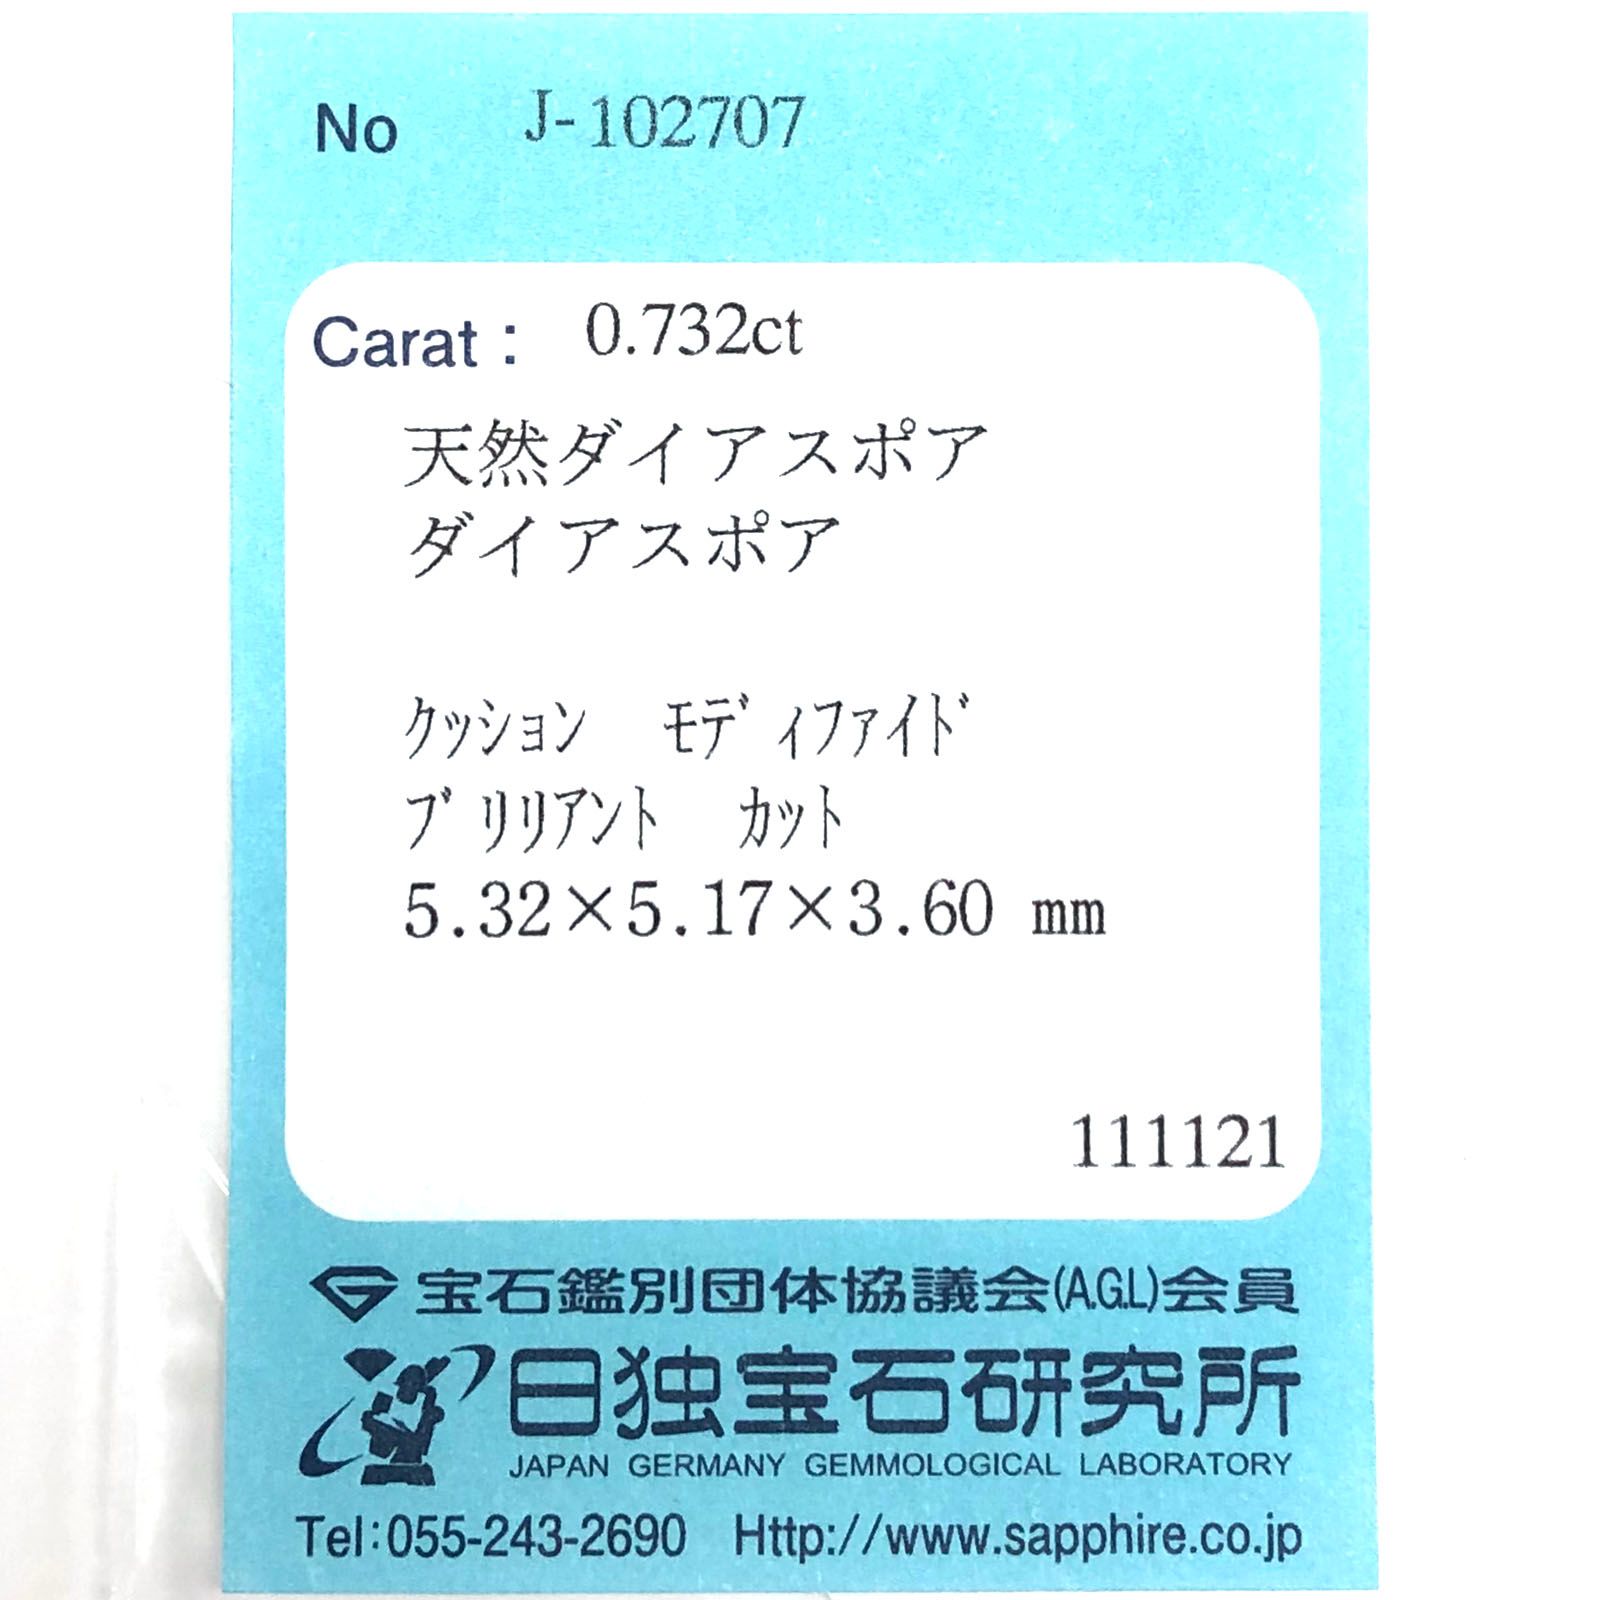 No J-102707
Carat : 0.732ct
天然ダイアスポア
ダイアスポア
ｸｯｼｮﾝ ﾓﾃﾞｨﾌｧｲﾄﾞ
ﾌﾞﾘﾘｱﾝﾄ ｶｯﾄ
5.32×5.17×3.60 mm
111121
宝石鑑別団体協議会(A.G.L)会員
日独宝石研究所
JAPAN GERMANY GEMMOLOGICAL LABORATORY
Tel:055-243-2690 Http://www.sapphire.co.jp